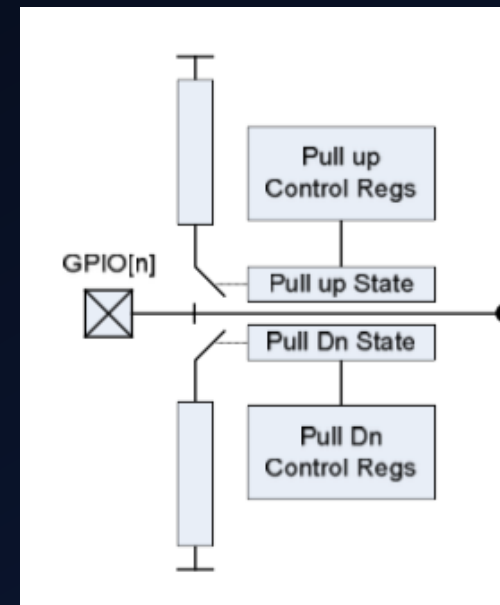 Pull up
Control Regs
GPIO[n]
Pull up State
Pull Dn State
Pull Dn
Control Regs